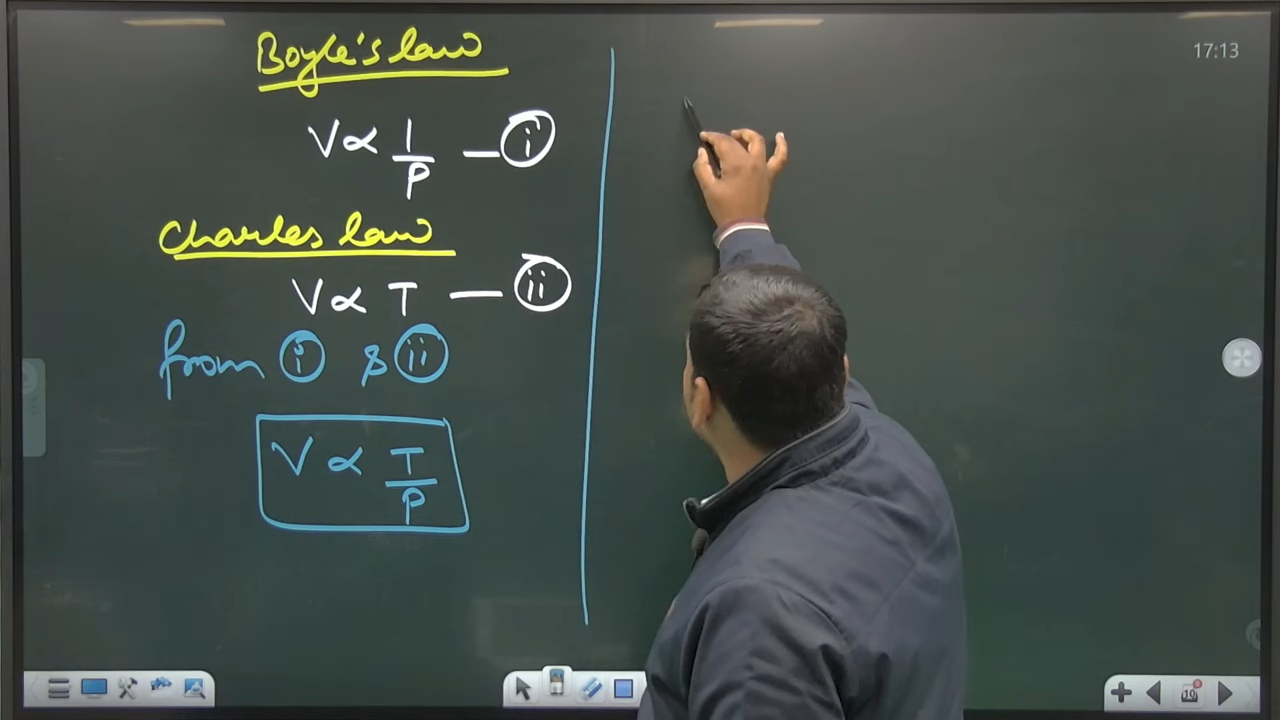 Boyle's law
V ∝ 1/P — (i)
Charles law
V ∝ T — (ii)
from (i) & (ii)
V ∝ T/P
17:13